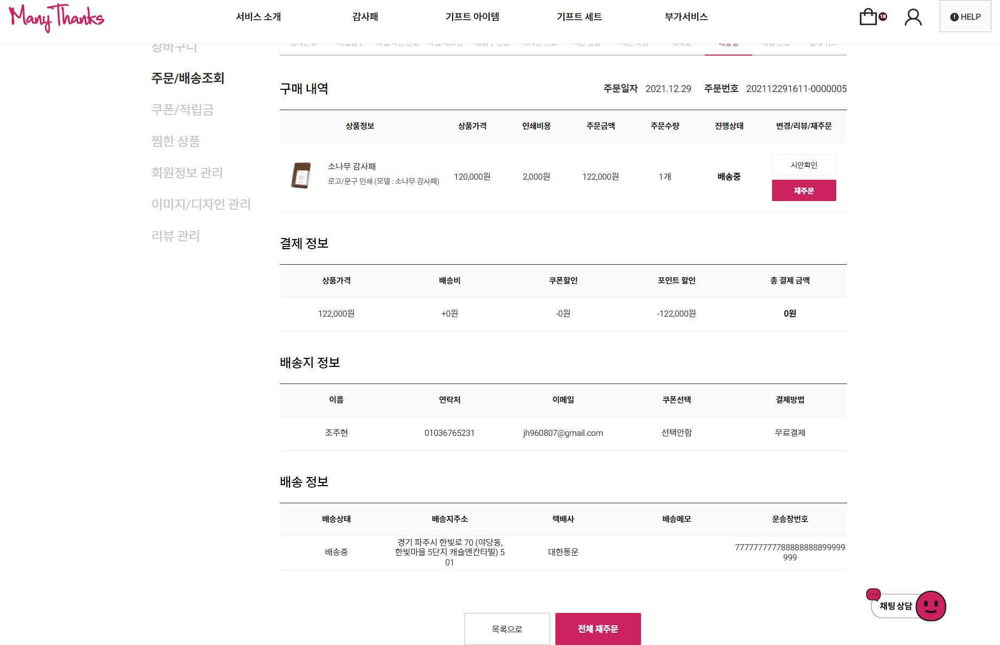 Many Thanks
서비스 소개
감사패
기프트 아이템
기프트 세트
부가서비스
18
HELP
장바구니
주문/배송조회
쿠폰/적립금
찜한 상품
회원정보 관리
이미지/디자인 관리
리뷰 관리
배송중
구매 내역
주문일자 2021.12.29 주문번호 202112291611-0000005
상품정보 상품가격 인쇄비용 주문금액 주문수량 진행상태 변경/리뷰/재주문
소나무 감사패
로고/문구 인쇄 (모델 : 소나무 감사패)
120,000원 2,000원 122,000원 1개 배송중
시안확인
재주문
결제 정보
상품가격 배송비 쿠폰할인 포인트 할인 총 결제 금액
122,000원 +0원 -0원 -122,000원 0원
배송지 정보
이름 연락처 이메일 쿠폰선택 결제방법
조주현 01036765231 jh960807@gmail.com 선택안함 무료결제
배송 정보
배송상태 배송지주소 택배사 배송메모 운송장번호
배송중
경기 파주시 한빛로 70 (야당동,
한빛마을 5단지 캐슬앤칸타빌) 5
01
대한통운
777777777788888888899999
999
채팅 상담
목록으로
전체 재주문